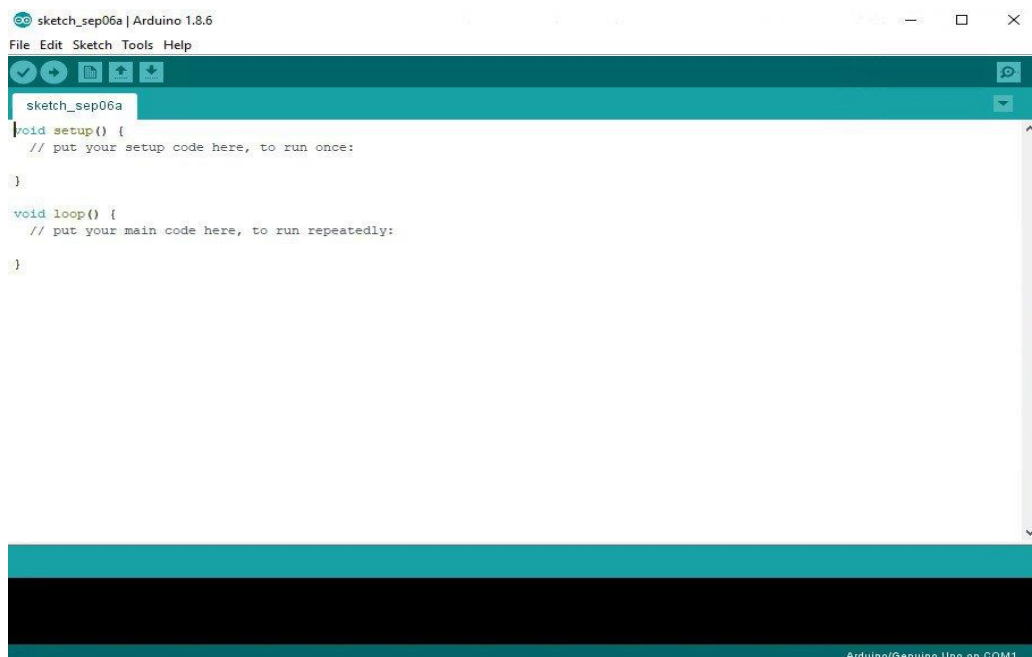 sketch_sep06a | Arduino 1.8.6
File Edit Sketch Tools Help
sketch_sep06a
void setup() {
  // put your setup code here, to run once:
}
void loop() {
  // put your main code here, to run repeatedly:
}
Arduino/Genuino Uno on COM1